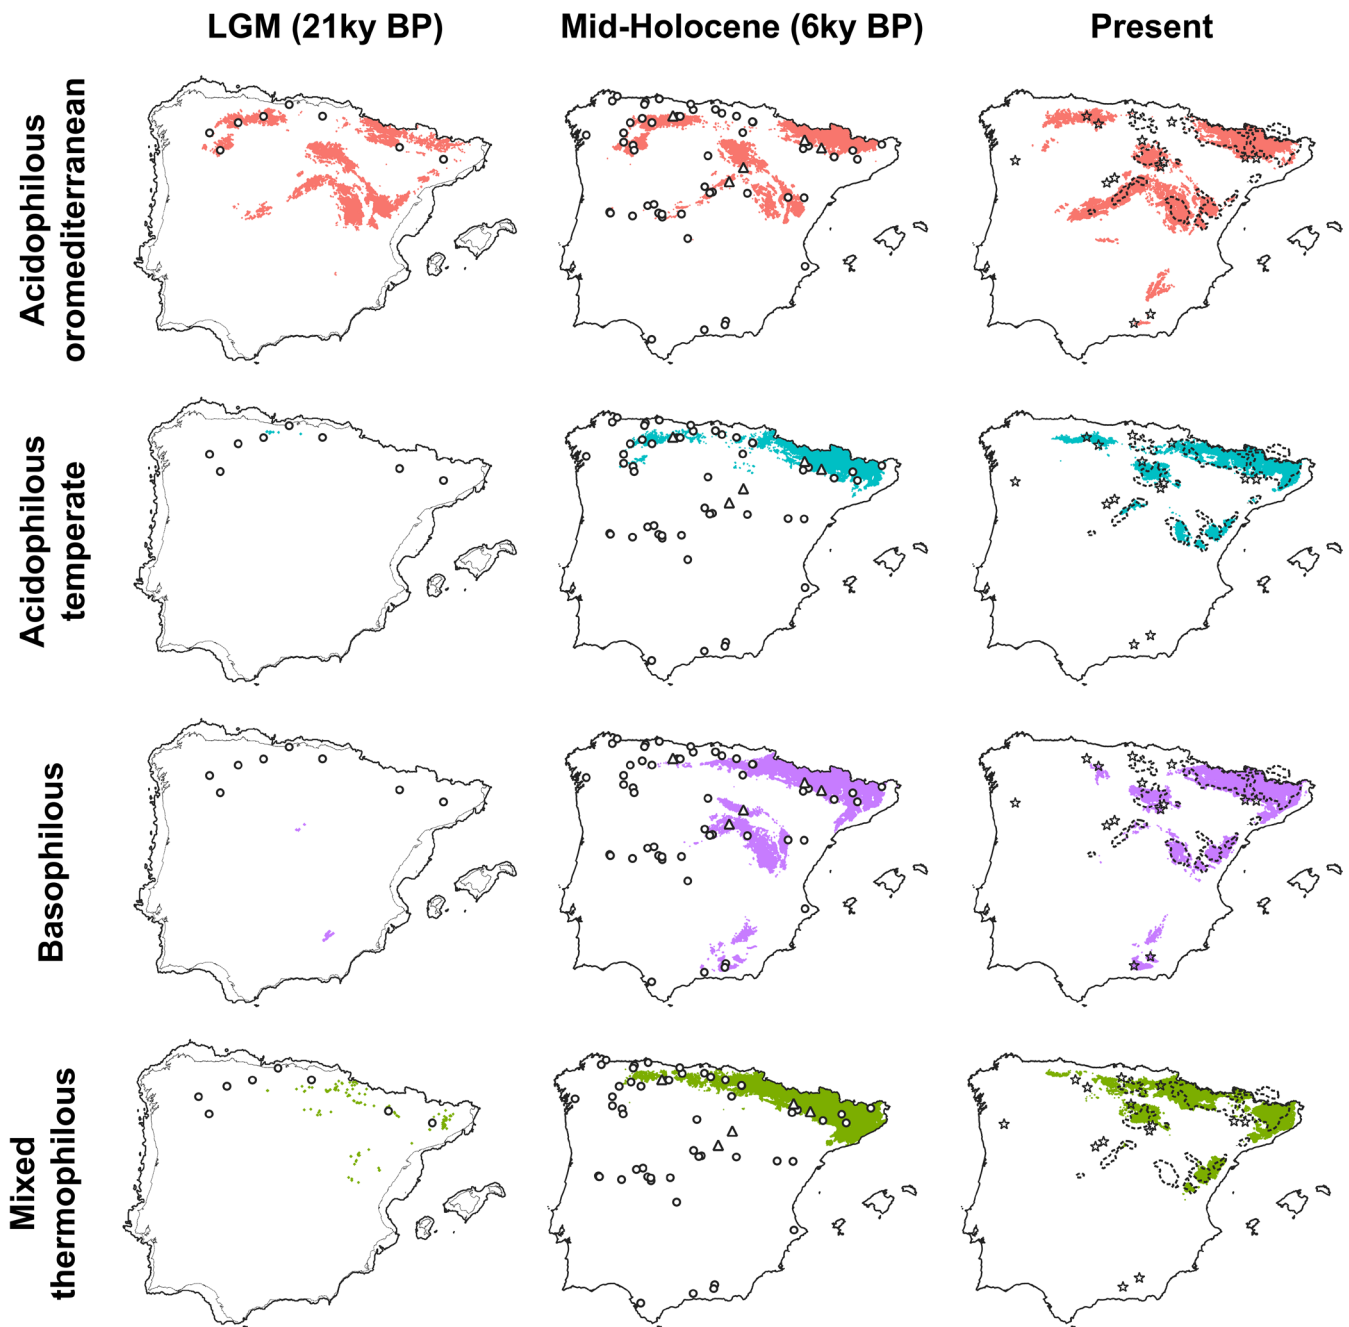 LGM (21ky BP)
Mid-Holocene (6ky BP)
Present
Acidophilous
oromediterranean
Acidophilous
temperate
Basophilous
Mixed
thermophilous